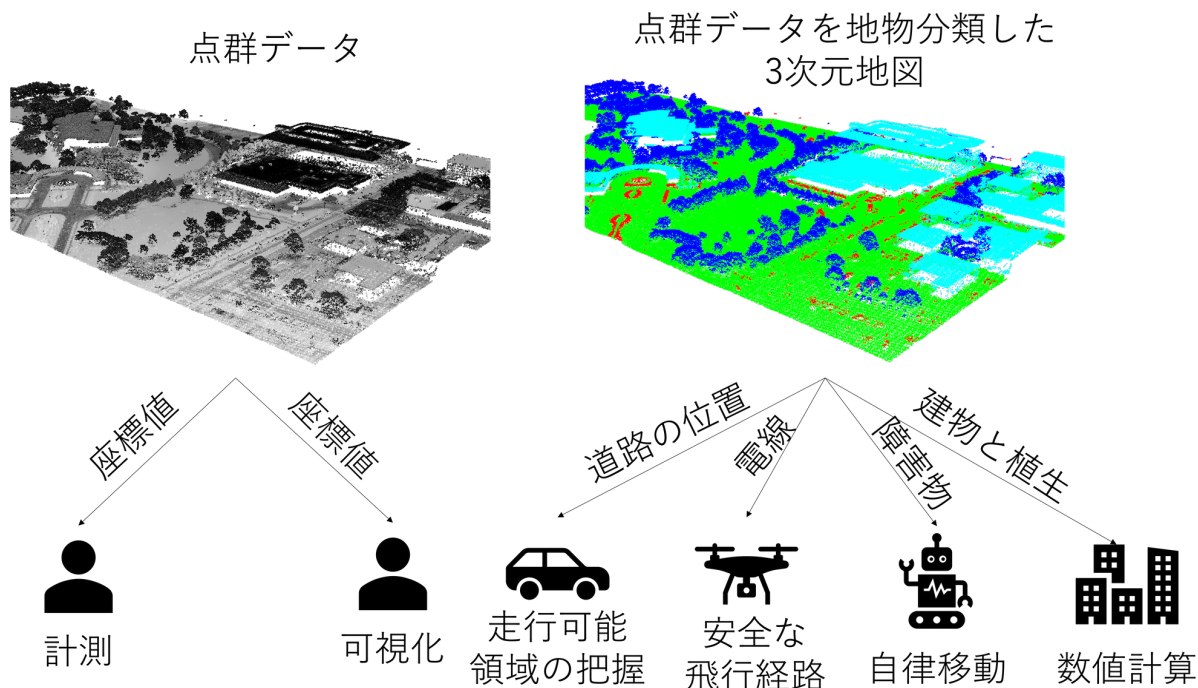 点群データ
点群データを地物分類した
3次元地図
座標値
座標値
道路の位置
電線
障害物
建物と植生
計測
可視化
走行可能
領域の把握
安全な
飛行経路
自律移動
数値計算